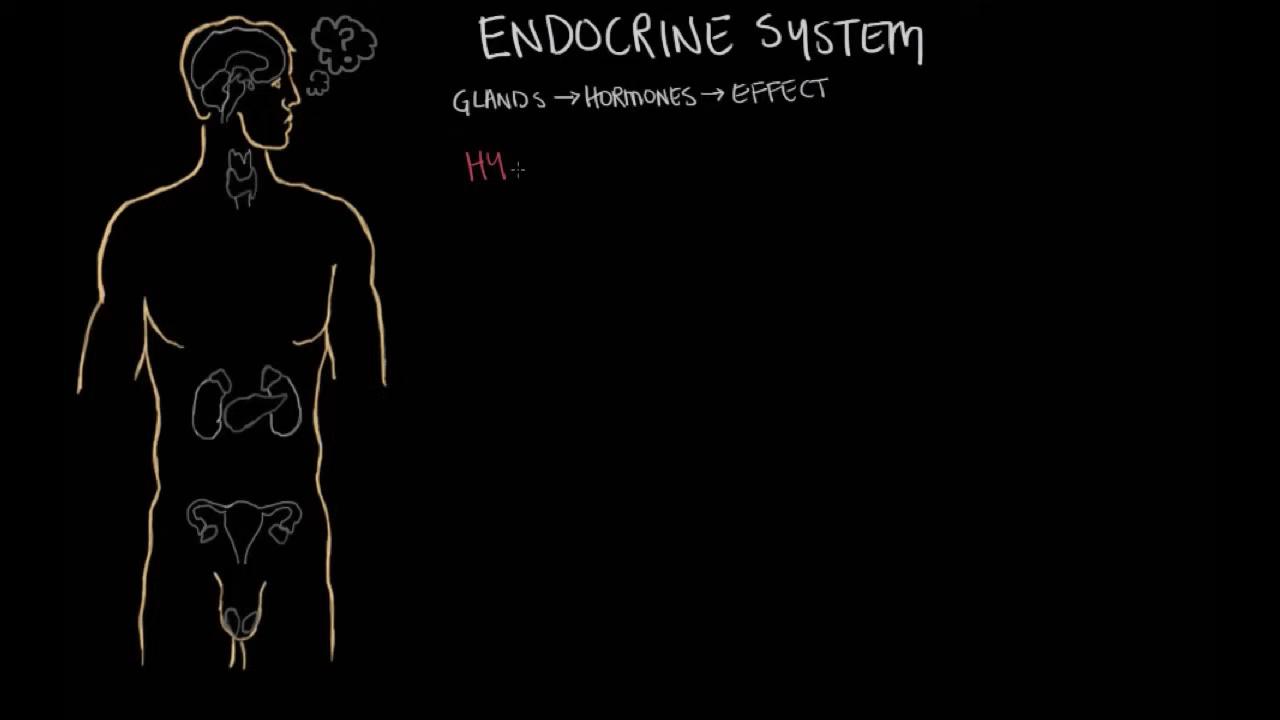 ?
ENDOCRINE SYSTEM
GLANDS → HORMONES → EFFECT
HY